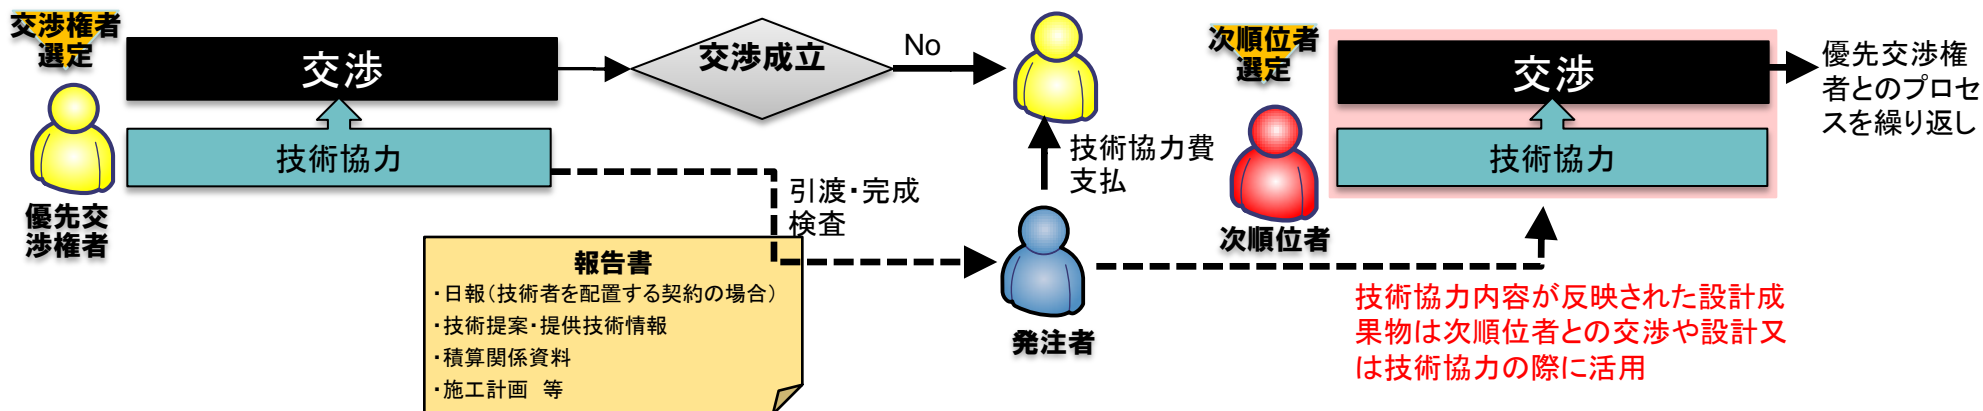 交渉権者
選定
交渉
技術協力
優先交
渉権者
交渉成立
No
引渡・完成
検査
報告書
・日報（技術者を配置する契約の場合）
・技術提案・提供技術情報
・積算関係資料
・施工計画　等
技術協力費
支払
発注者
次順位者
選定
交渉
技術協力
次順位者
優先交渉権
者とのプロセ
スを繰り返し
技術協力内容が反映された設計成
果物は次順位者との交渉や設計又
は技術協力の際に活用